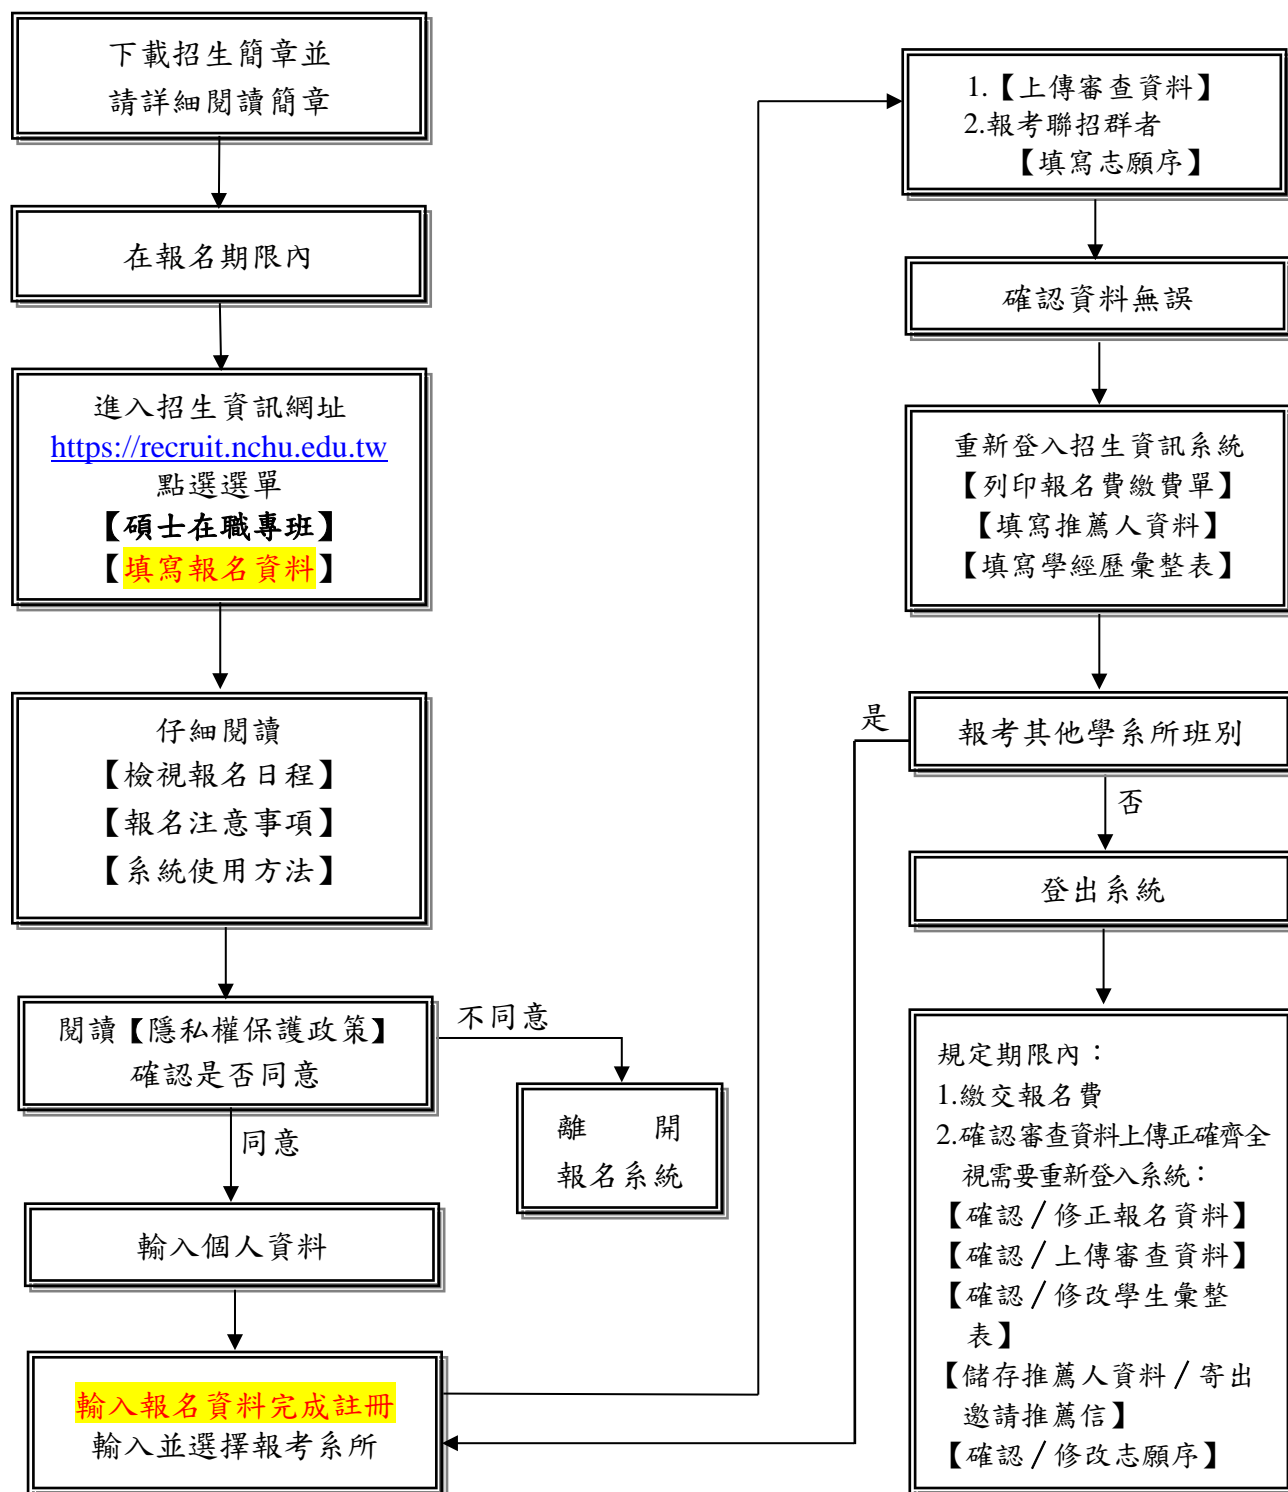 下載招生簡章並
請詳細閱讀簡章
在報名期限內
進入招生資訊網址
https://recruit.nchu.edu.tw
點選選單
【碩士在職專班】
【填寫報名資料】
仔細閱讀
【檢視報名日程】
【報名注意事項】
【系統使用方法】
閱讀【隱私權保護政策】
確認是否同意
不同意
離　開
報名系統
同意
輸入個人資料
輸入報名資料完成註冊
輸入並選擇報考系所
1.【上傳審查資料】
2.報考聯招群者
【填寫志願序】
確認資料無誤
重新登入招生資訊系統
【列印報名費繳費單】
【填寫推薦人資料】
【填寫學經歷彙整表】
報考其他學系所班別
是
否
登出系統
規定期限內：
1.繳交報名費
2.確認審查資料上傳正確齊全
視需要重新登入系統：
【確認／修正報名資料】
【確認／上傳審查資料】
【確認／修改學生彙整
表】
【儲存推薦人資料／寄出
邀請推薦信】
【確認／修改志願序】